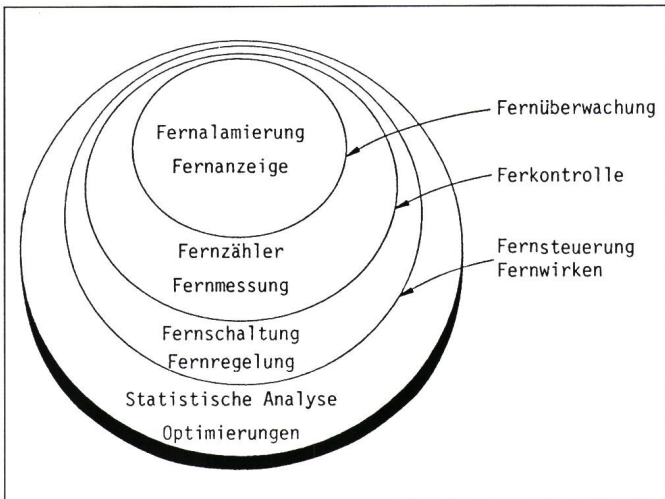 Fernalamierung
Fernanzeige
Fernzähler
Fernmessung
Fernschaltung
Fernregelung
Statistische Analyse
Optimierungen
Fernüberwachung
Ferkontrolle
Fernsteuerung
Fernwirken